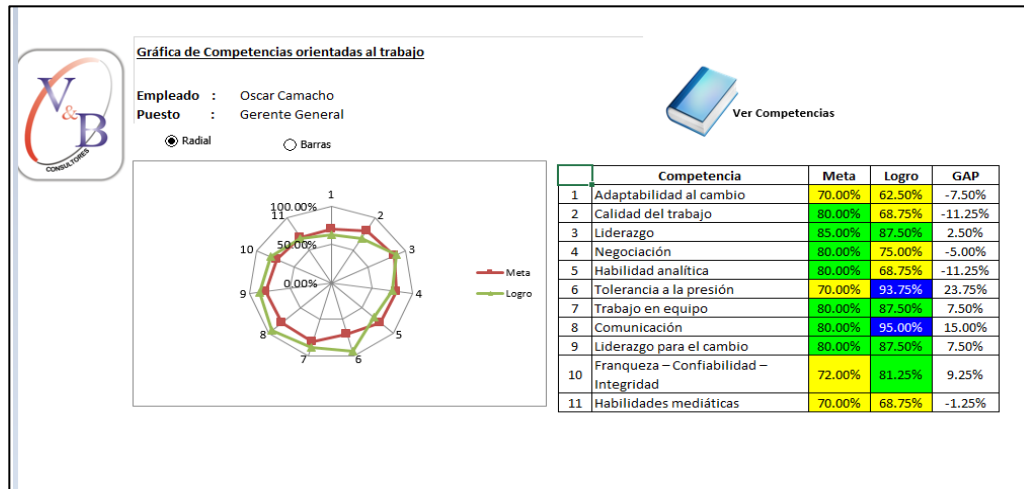 Gráfica de Competencias orientadas al trabajo
V&B
CONSULTORES
Empleado : Oscar Camacho
Puesto : Gerente General
Radial
Barras
Ver Competencias
1
2
3
4
5
6
7
8
9
10
11
100.00%
50.00%
0.00%
Meta
Logro
Competencia Meta Logro GAP
1 Adaptabilidad al cambio 70.00% 62.50% -7.50%
2 Calidad del trabajo 80.00% 68.75% -11.25%
3 Liderazgo 85.00% 87.50% 2.50%
4 Negociación 80.00% 75.00% -5.00%
5 Habilidad analítica 80.00% 68.75% -11.25%
6 Tolerancia a la presión 70.00% 93.75% 23.75%
7 Trabajo en equipo 80.00% 87.50% 7.50%
8 Comunicación 80.00% 95.00% 15.00%
9 Liderazgo para el cambio 80.00% 87.50% 7.50%
10 Franqueza – Confiabilidad –
Integridad 72.00% 81.25% 9.25%
11 Habilidades mediáticas 70.00% 68.75% -1.25%